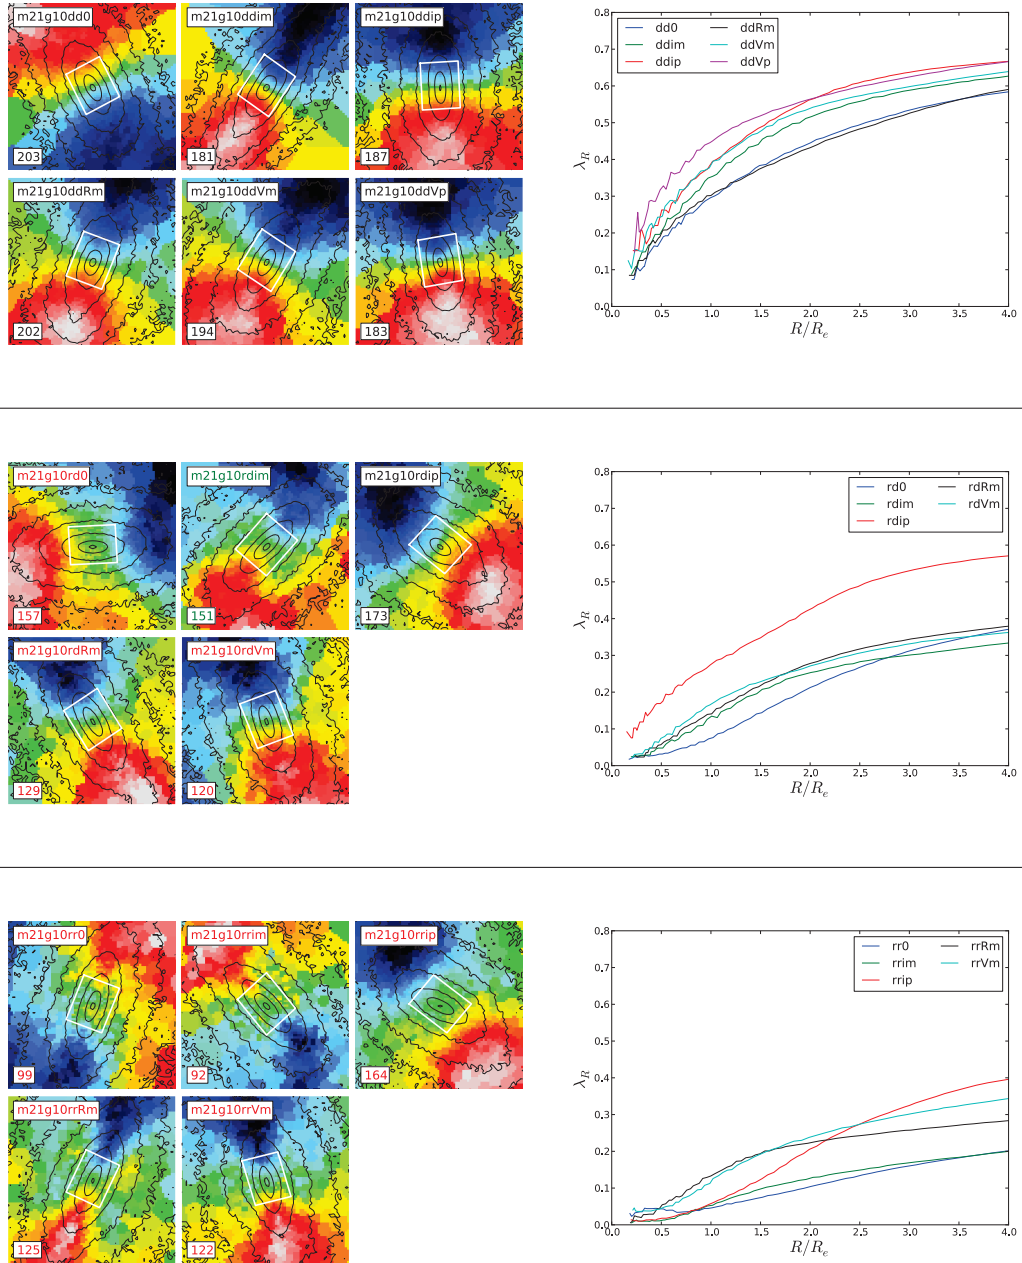 m21g10dd0 m21g10ddim m21g10ddip
203 181 187
m21g10ddRm m21g10ddVm m21g10ddVp
202 194 183
dd0 ddRm
ddim ddVm
ddip ddVp
0.8
0.7
0.6
0.5
0.4
0.3
0.2
0.1
0.0
λ_R
0.0 0.5 1.0 1.5 2.0 2.5 3.0 3.5 4.0
R/R_e
m21g10rd0 m21g10rdim m21g10rdip
157 151 173
m21g10rdRm m21g10rdVm
129 120
rd0 rdRm
rdim rdVm
rdip
0.8
0.7
0.6
0.5
0.4
0.3
0.2
0.1
0.0
λ_R
0.0 0.5 1.0 1.5 2.0 2.5 3.0 3.5 4.0
R/R_e
m21g10rr0 m21g10rrim m21g10rrip
99 92 164
m21g10rrRm m21g10rrVm
125 122
rr0 rrRm
rrim rrVm
rrip
0.8
0.7
0.6
0.5
0.4
0.3
0.2
0.1
0.0
λ_R
0.0 0.5 1.0 1.5 2.0 2.5 3.0 3.5 4.0
R/R_e